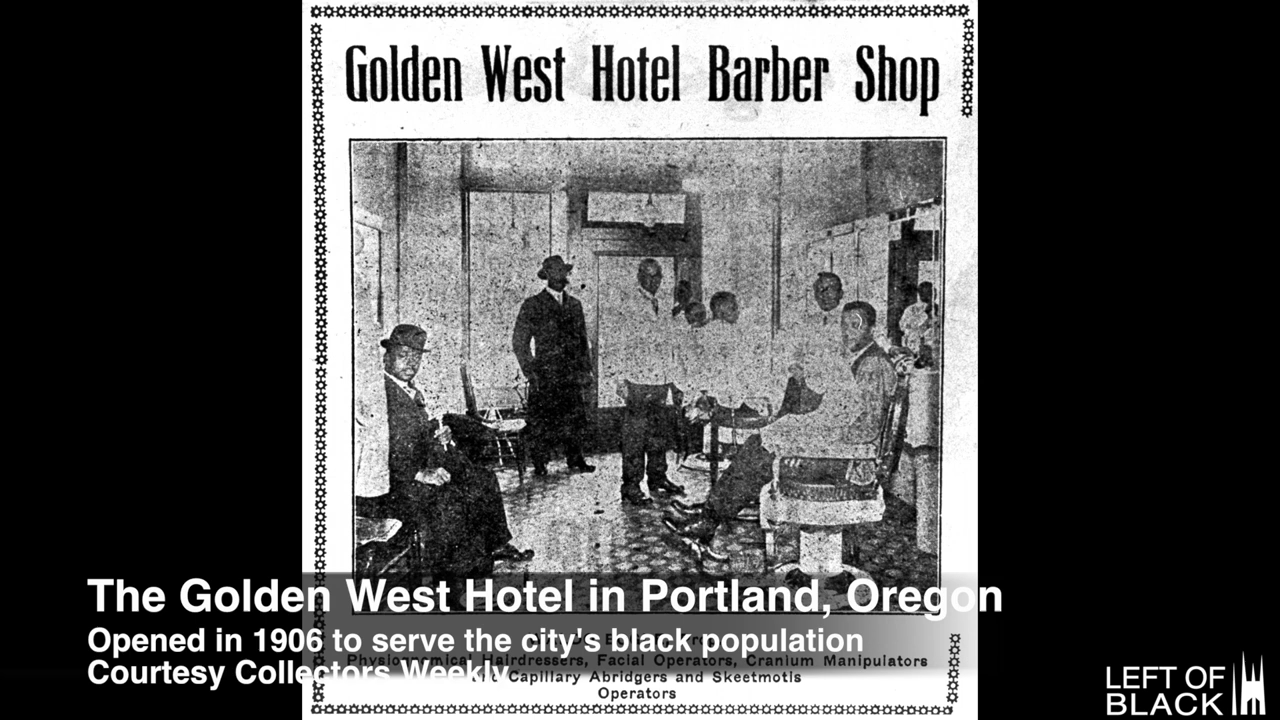 Golden West Hotel Barber Shop
The Golden West Hotel in Portland, Oregon
Opened in 1906 to serve the city's black population
Physiognomical Hairdressers, Facial Operators, Cranium Manipulators
Courtesy Collectors Weekly
Capillary Abridgers and Skeetmotis
Operators
LEFT OF
BLACK